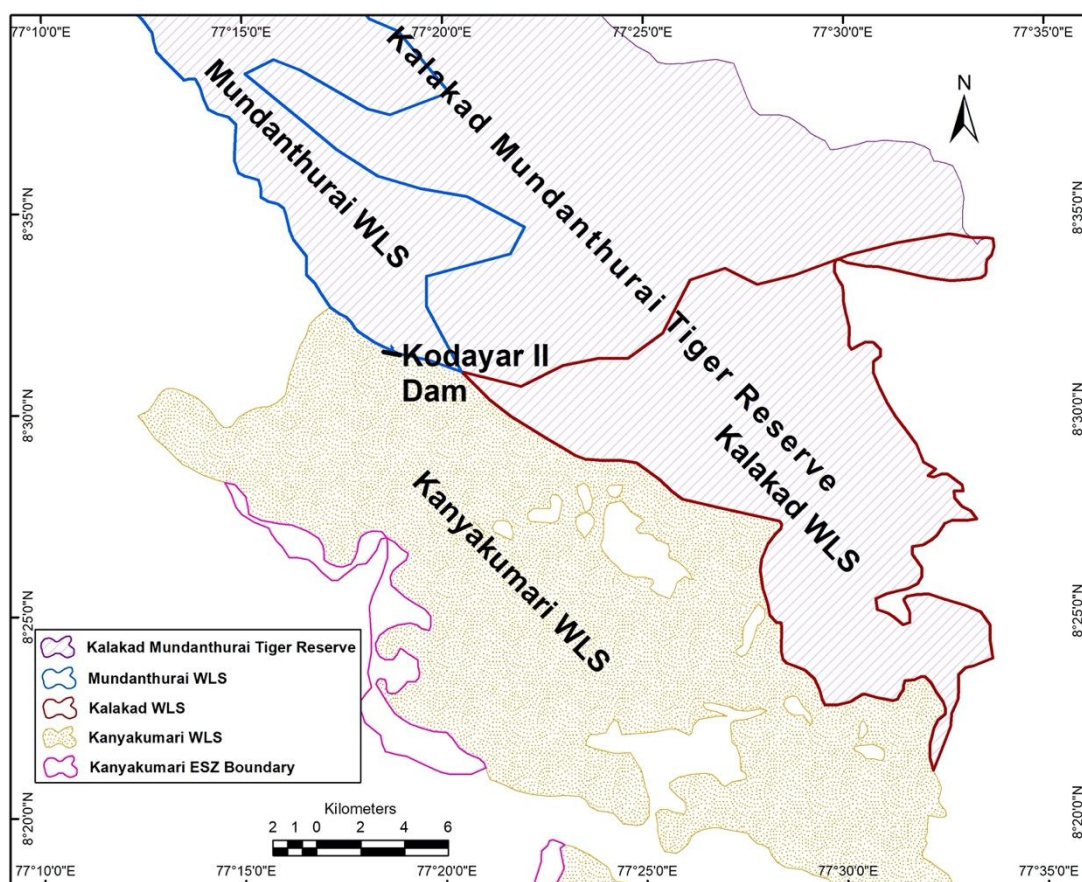 77°10'0"E 77°15'0"E 77°20'0"E 77°25'0"E 77°30'0"E 77°35'0"E
N
Kalakad Mundanthurai Tiger Reserve
Mundanthurai WLS
8°35'0"N 8°35'0"N
Kodayar II
Dam
8°30'0"N 8°30'0"N
Kalakad WLS
Kanyakumari WLS
8°25'0"N 8°25'0"N
Kalakad Mundanthurai Tiger Reserve
Mundanthurai WLS
Kalakad WLS
Kanyakumari WLS
Kanyakumari ESZ Boundary
Kilometers
2 1 0 2 4 6
8°20'0"N 8°20'0"N
77°10'0"E 77°15'0"E 77°20'0"E 77°25'0"E 77°30'0"E 77°35'0"E